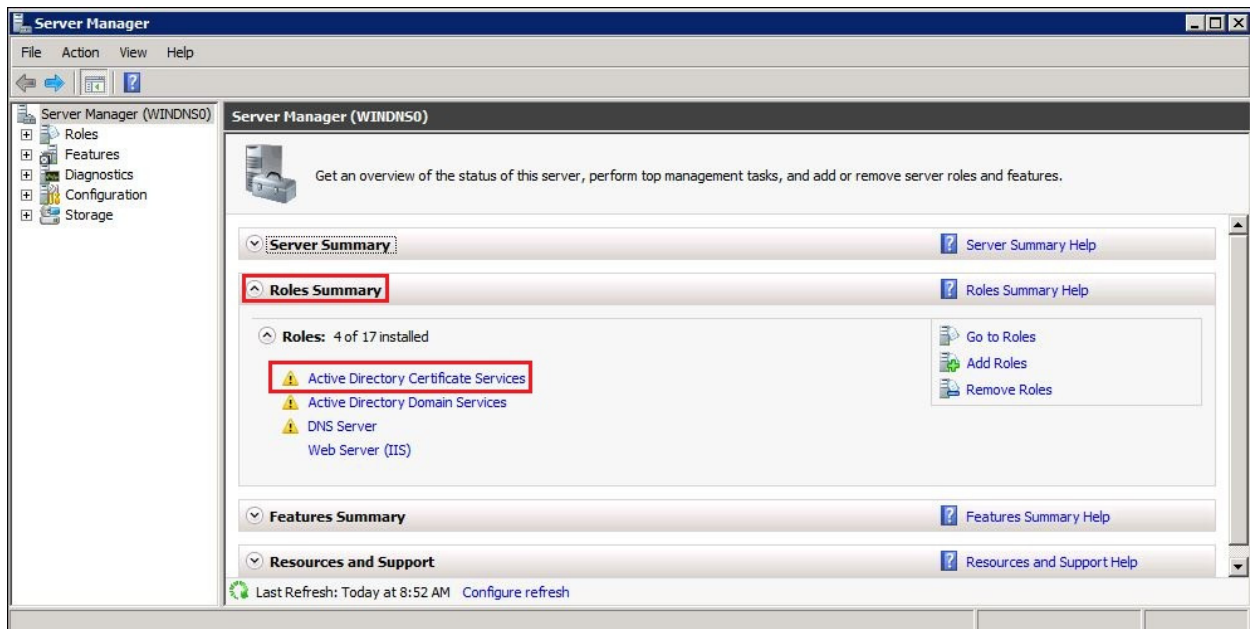 Server Manager
File Action View Help
Server Manager (WINDNS0)
Roles
Features
Diagnostics
Configuration
Storage
Server Manager (WINDNS0)
Get an overview of the status of this server, perform top management tasks, and add or remove server roles and features.
Server Summary
Server Summary Help
Roles Summary
Roles Summary Help
Roles: 4 of 17 installed
Active Directory Certificate Services
Active Directory Domain Services
DNS Server
Web Server (IIS)
Go to Roles
Add Roles
Remove Roles
Features Summary
Features Summary Help
Resources and Support
Resources and Support Help
Last Refresh: Today at 8:52 AM Configure refresh